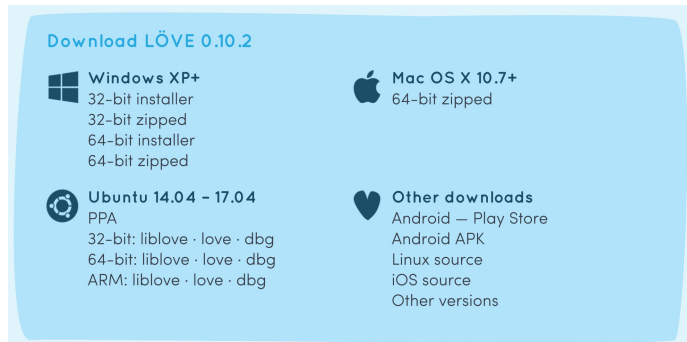 Download LÖVE 0.10.2
Windows XP+
32-bit installer
32-bit zipped
64-bit installer
64-bit zipped
Mac OS X 10.7+
64-bit zipped
Ubuntu 14.04 – 17.04
PPA
32-bit: liblove · love · dbg
64-bit: liblove · love · dbg
ARM: liblove · love · dbg
Other downloads
Android — Play Store
Android APK
Linux source
iOS source
Other versions